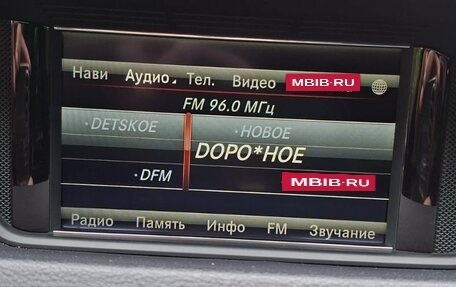 Нави Аудио Тел. Видео MBIB-RU
FM 96.0 МГц
·DETSKOE ·НОВОЕ
DOPO*HOE
·DFM MBIB-RU
Радио Память Инфо FM Звучание